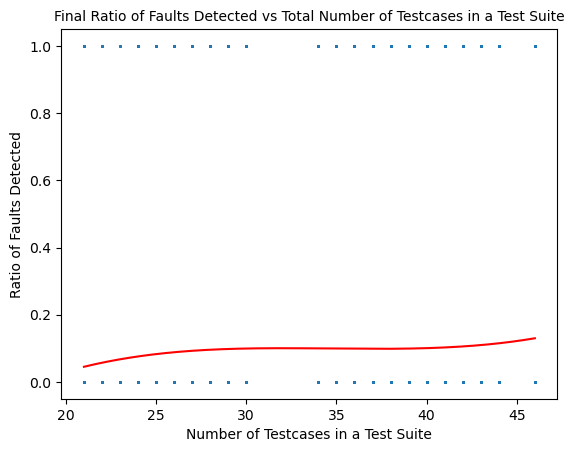 Final Ratio of Faults Detected vs Total Number of Testcases in a Test Suite
1.0
0.8
0.6
0.4
0.2
0.0
Ratio of Faults Detected
20 25 30 35 40 45
Number of Testcases in a Test Suite